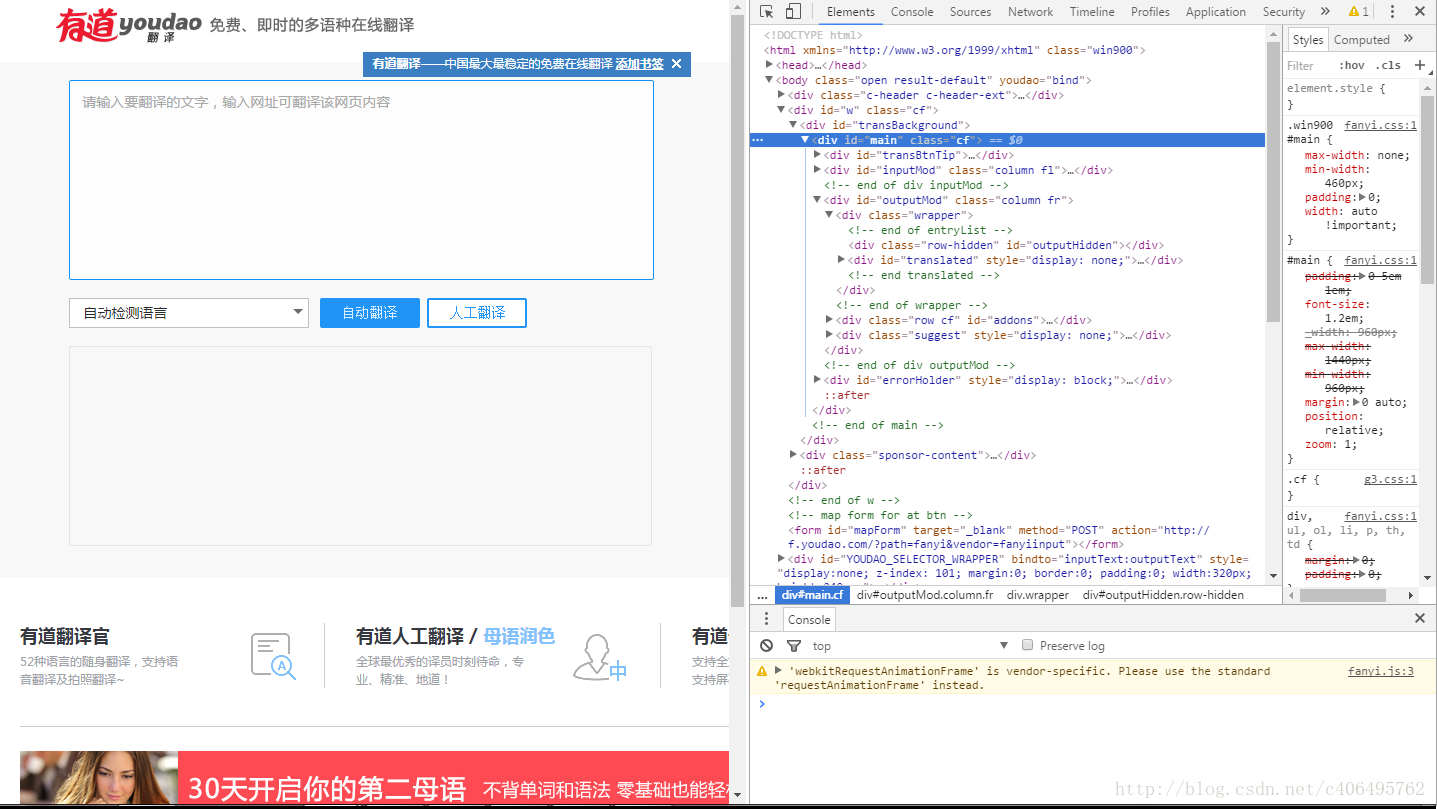 有道youdao 翻译 免费、即时的多语种在线翻译
有道翻译——中国最大最稳定的免费在线翻译 添加书签 ✕
请输入要翻译的文字，输入网址可翻译该网页内容
自动检测语言 自动翻译 人工翻译
有道翻译官
52种语言的随身翻译，支持语
音翻译及拍照翻译~
有道人工翻译 / 母语润色
全球最优秀的译员时刻待命，专
业、精准、地道！
中
有道
支持全
支持屏
30天开启你的第二母语 不背单词和语法 零基础也能轻
Elements Console Sources Network Timeline Profiles Application Security » 1
<!DOCTYPE html>
<html xmlns="http://www.w3.org/1999/xhtml" class="win900">
<head>…</head>
<body class="open result-default" youdao="bind">
<div class="c-header c-header-ext">…</div>
<div id="w" class="cf">
<div id="transBackground">
<div id="main" class="cf"> == $0
<div id="transBtnTip">…</div>
<div id="inputMod" class="column fl">…</div>
<!-- end of div inputMod -->
<div id="outputMod" class="column fr">
<div class="wrapper">
<!-- end of entryList -->
<div class="row-hidden" id="outputHidden"></div>
<div id="translated" style="display: none;">…</div>
<!-- end translated -->
</div>
<!-- end of wrapper -->
<div class="row cf" id="addons">…</div>
<div class="suggest" style="display: none;">…</div>
</div>
<!-- end of div outputMod -->
<div id="errorHolder" style="display: block;">…</div>
::after
</div>
<!-- end of main -->
</div>
<div class="sponsor-content">…</div>
::after
</div>
<!-- end of w -->
<!-- map form for at btn -->
<form id="mapForm" target="_blank" method="POST" action="http://
f.youdao.com/?path=fanyi&vendor=fanyiinput"></form>
<div id="YOUDAO_SELECTOR_WRAPPER" bindto="inputText:outputText" style=
"display:none; z-index: 101; margin:0; border:0; padding:0; width:320px;
... div#main.cf div#outputMod.column.fr div.wrapper div#outputHidden.row-hidden
Styles Computed »
Filter :hov .cls +
element.style {
}
.win900 fanyi.css:1
#main {
max-width: none;
min-width:
460px;
padding: 0;
width: auto
!important;
}
#main { fanyi.css:1
padding: 0 5em
1em;
font-size:
1.2em;
_width: 960px;
max-width:
1440px;
min-width:
960px;
margin: 0 auto;
position:
relative;
zoom: 1;
}
.cf { g3.css:1
}
div, fanyi.css:1
ul, ol, li, p, th,
td {
margin: 0;
padding: 0;
Console
top Preserve log
'webkitRequestAnimationFrame' is vendor-specific. Please use the standard fanyi.js:3
'requestAnimationFrame' instead.
http://blog.csdn.net/c406495762